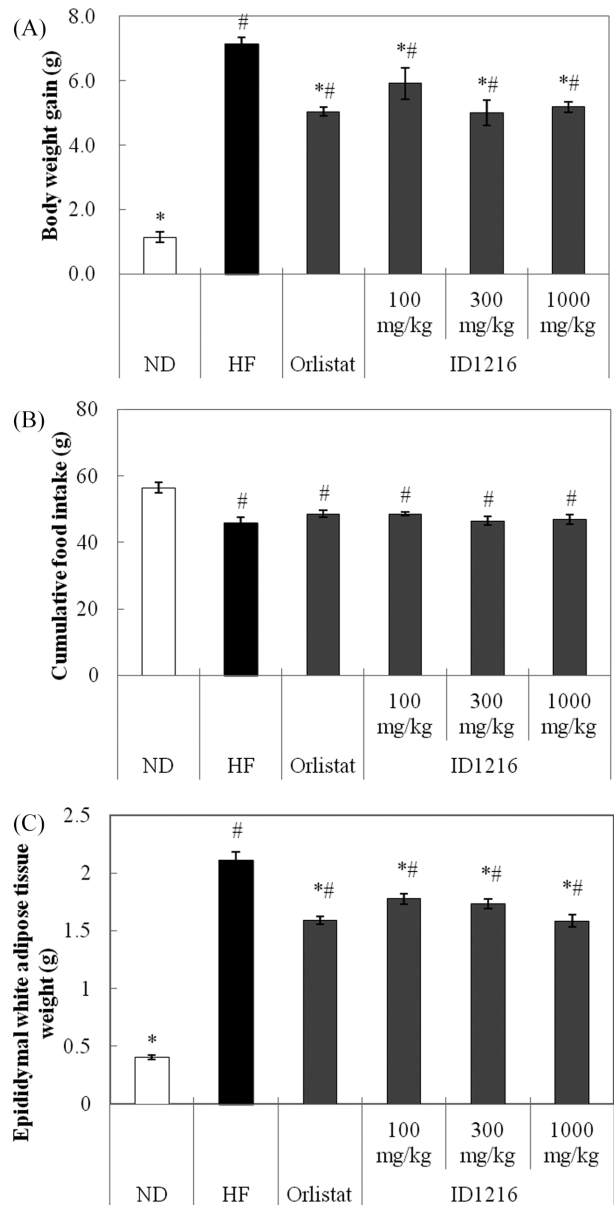 (A)
Body weight gain (g)
8.0
6.0
4.0
2.0
0.0
*
#
*#
*#
*#
*#
100 300 1000
mg/kg mg/kg mg/kg
ND HF Orlistat ID1216
(B)
Cumulative food intake (g)
80
60
40
20
0
#
#
#
#
#
100 300 1000
mg/kg mg/kg mg/kg
ND HF Orlistat ID1216
(C)
Epididymal white adipose tissue
weight (g)
2.5
2
1.5
1
0.5
0
*
#
*#
*#
*#
*#
100 300 1000
mg/kg mg/kg mg/kg
ND HF Orlistat ID1216